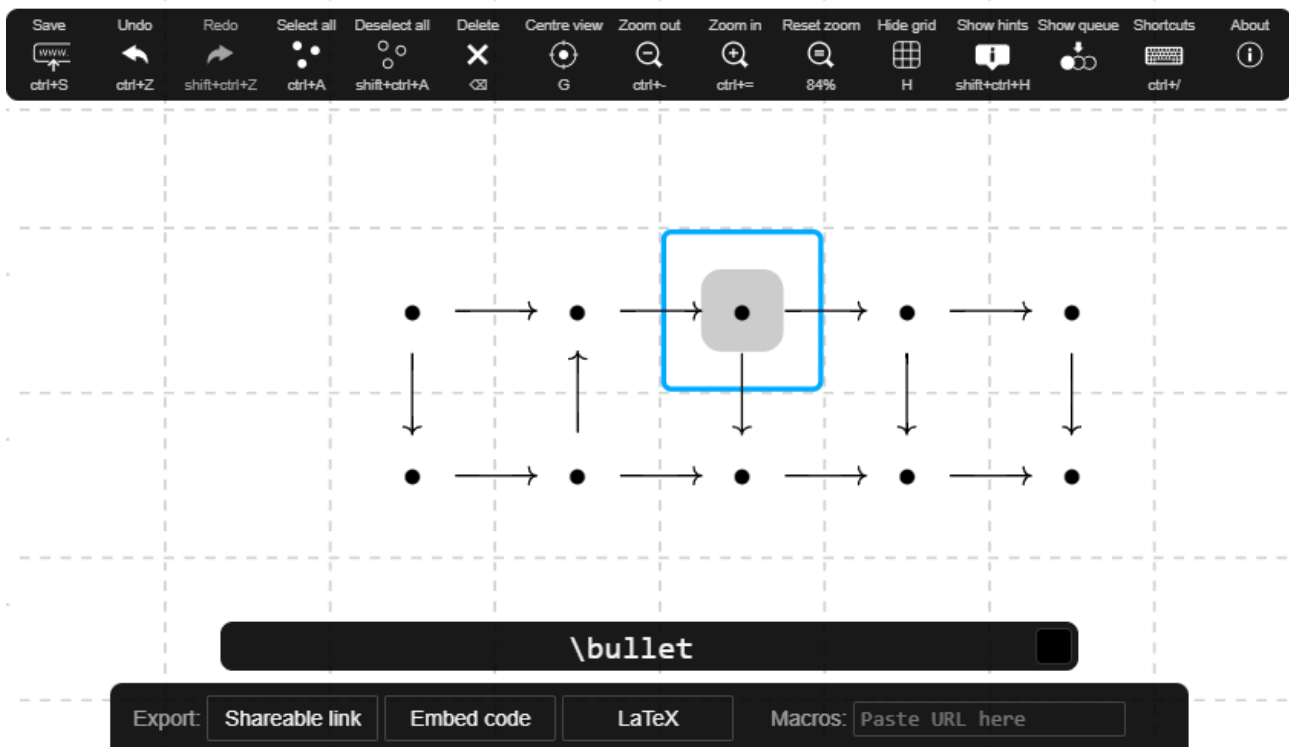 Save Undo Redo Select all Deselect all Delete Centre view Zoom out Zoom in Reset zoom Hide grid Show hints Show queue Shortcuts About
www.
ctrl+S ctrl+Z shift+ctrl+Z ctrl+A shift+ctrl+A ⌫ G ctrl+- ctrl+= 84% H shift+ctrl+H ctrl+/
\bullet
Export: Shareable link Embed code LaTeX Macros: Paste URL here